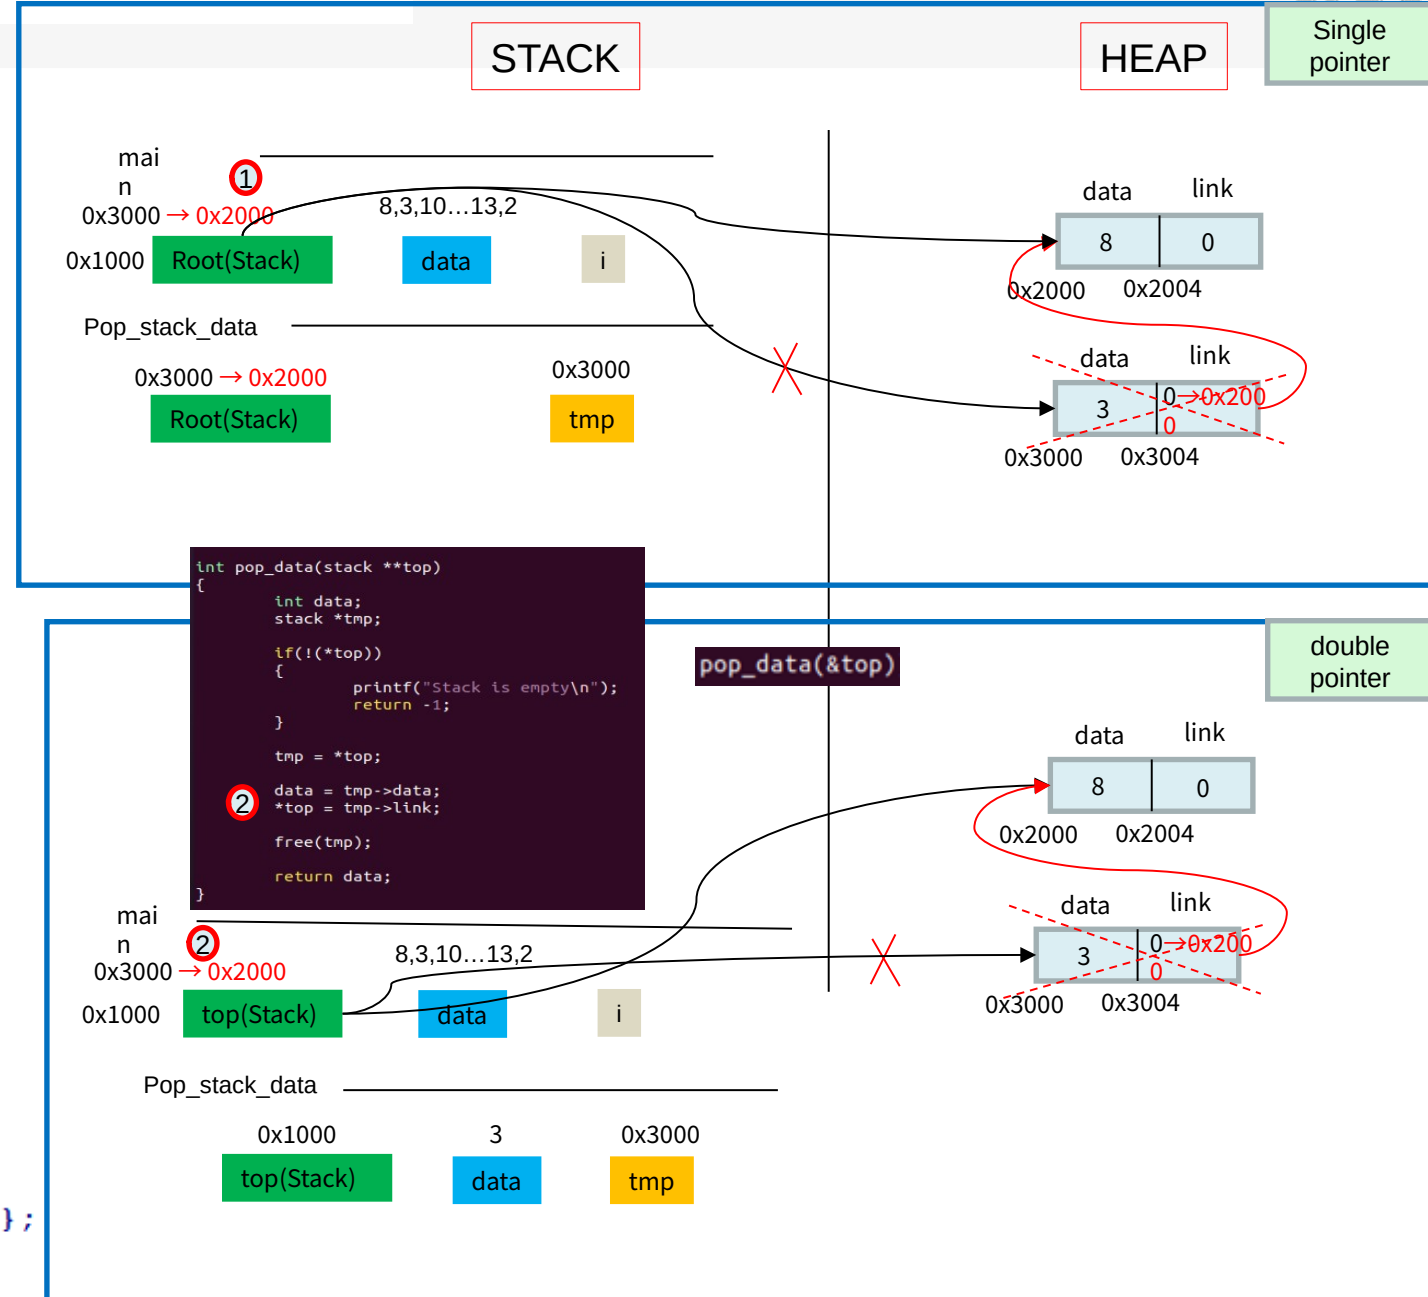 STACK
HEAP
Single
pointer
mai
n
1
0x3000 → 0x2000
8,3,10…13,2
data
link
8
0
0x1000
Root(Stack)
data
i
0x2000
0x2004
Pop_stack_data
0x3000 → 0x2000
0x3000
Root(Stack)
tmp
data
link
3
0→0x200
0
0x3000
0x3004
int pop_data(stack **top)
{
int data;
stack *tmp;
if(!(*top))
{
printf("Stack is empty\n");
return -1;
}
tmp = *top;
2
data = tmp->data;
*top = tmp->link;
free(tmp);
return data;
}
pop_data(&top)
double
pointer
data
link
8
0
0x2000
0x2004
mai
n
2
0x3000 → 0x2000
8,3,10…13,2
data
link
3
0→0x200
0
0x3000
0x3004
0x1000
top(Stack)
data
i
Pop_stack_data
0x1000
3
0x3000
top(Stack)
data
tmp
};